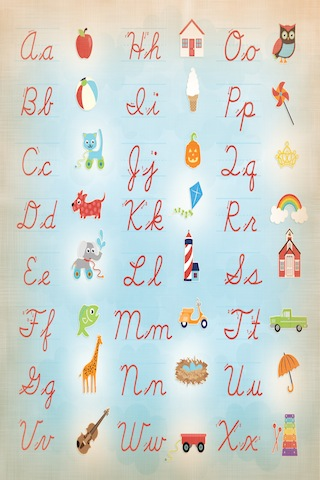 Aa Hh Oo
Bb Ii Pp
Cc Jj Qq
Dd Kk Rr
Ee Ll Ss
Ff Mm Tt
Gg Nn Uu
Vv Ww Xx